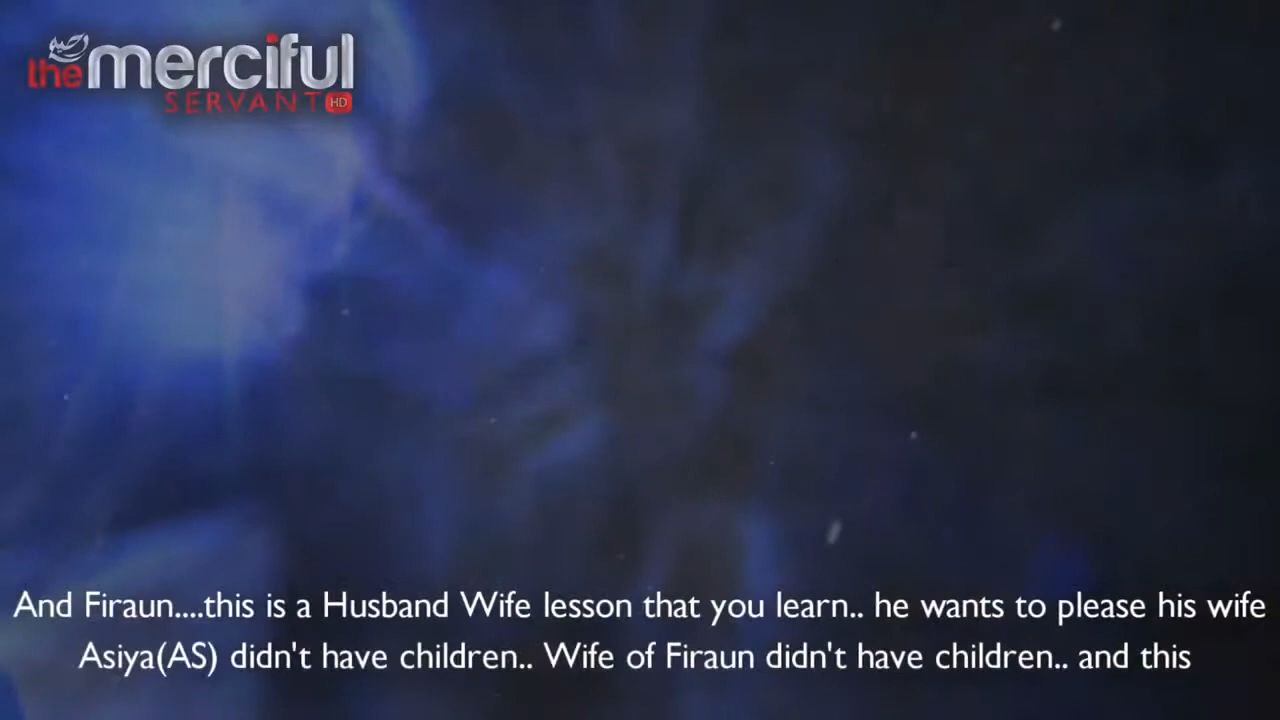 the merciful
SERVANT HD
And Firaun....this is a Husband Wife lesson that you learn.. he wants to please his wife
Asiya(AS) didn't have children.. Wife of Firaun didn't have children.. and this